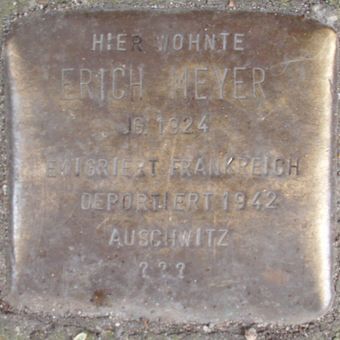 HIER WOHNTE
ERICH MEYER
JG. 1924
EMIGRIERT FRANKREICH
DEPORTIERT 1942
AUSCHWITZ
? ? ?